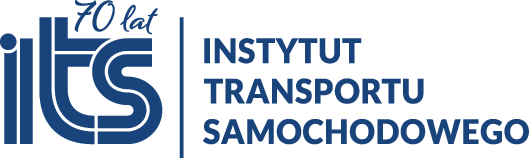 70 lat
its
INSTYTUT
TRANSPORTU
SAMOCHODOWEGO